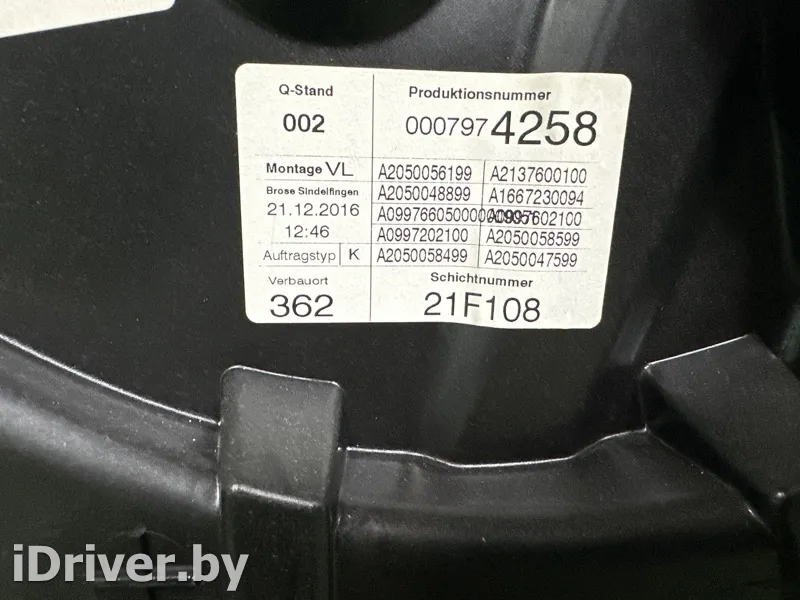 Q-Stand Produktionsnummer
002 0007974258
Montage VL A2050056199 A2137600100
Brose Sindelfingen A2050048899 A1667230094
21.12.2016
12:46 A0997202100 A2050058599
Auftragstyp K A2050058499 A2050047599
Verbauort Schichtnummer
362 21F108
iDriver.by